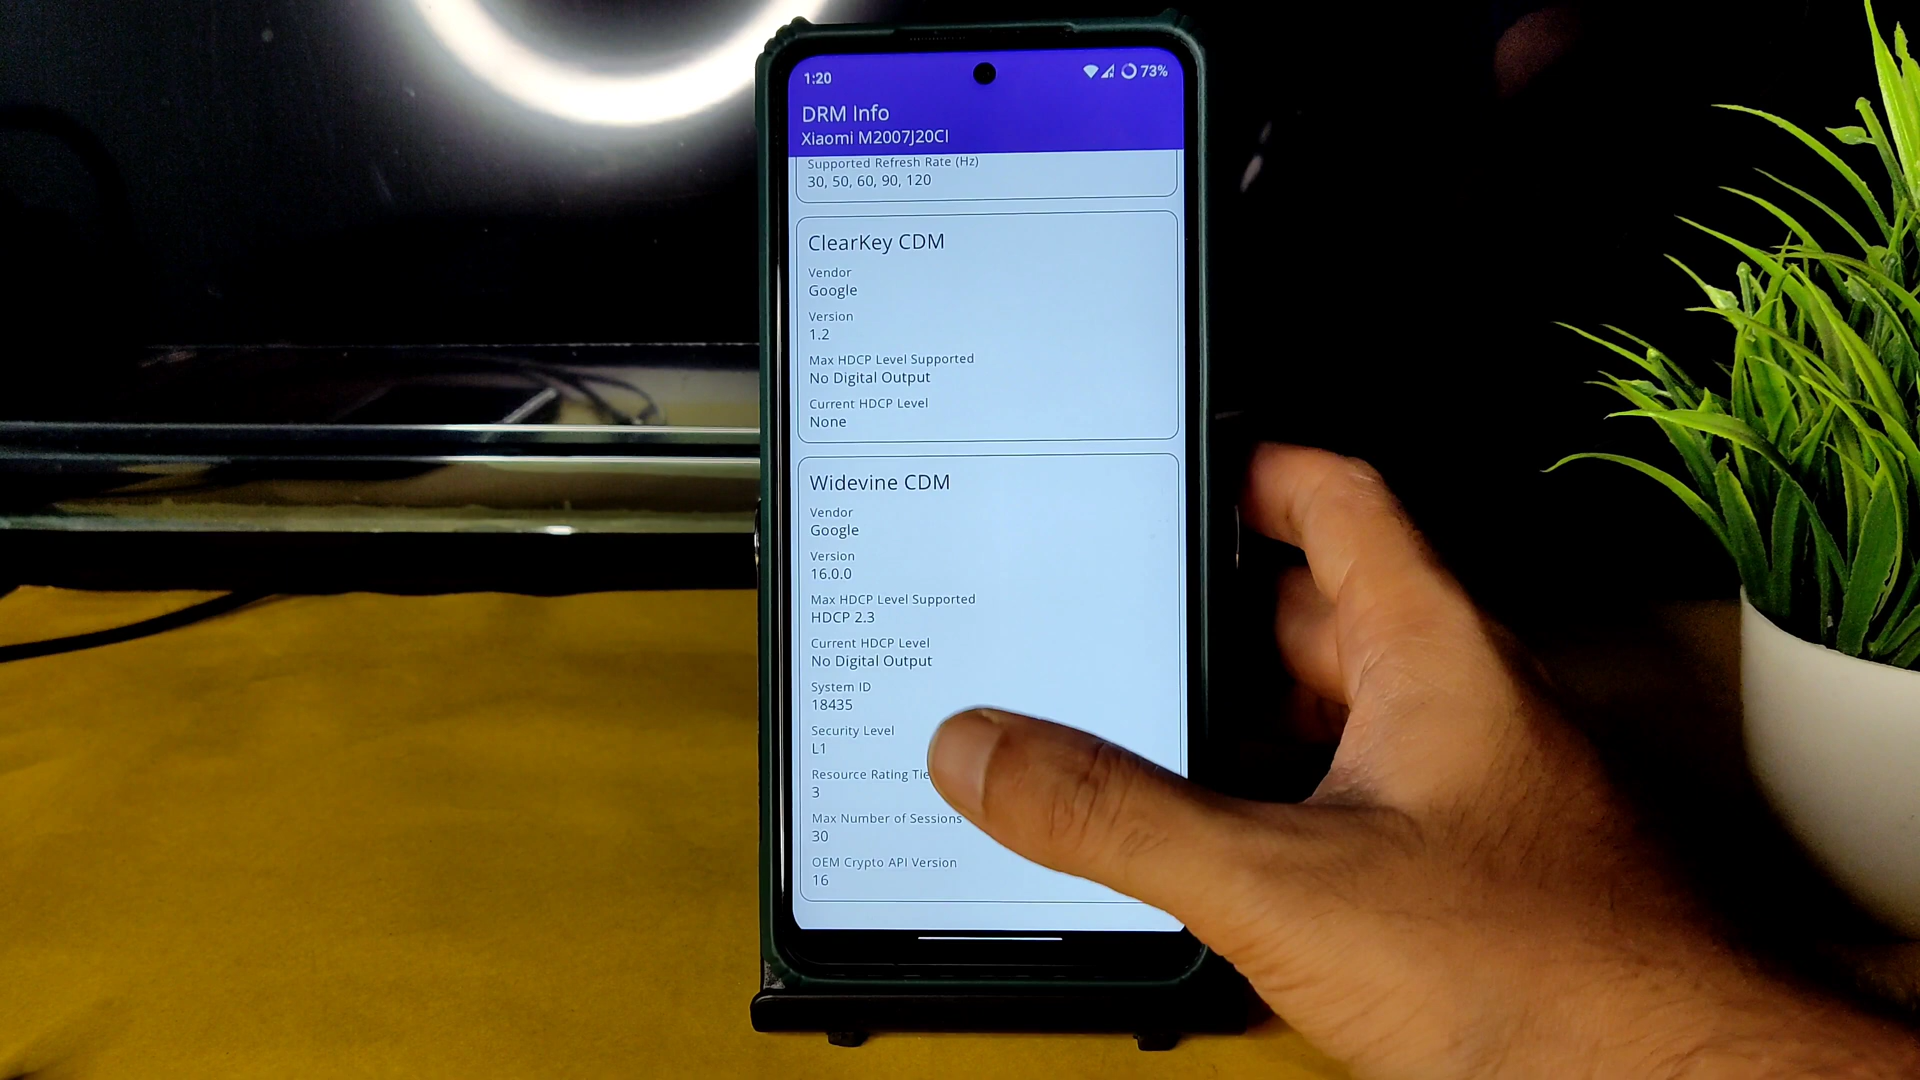 1:20
73%
DRM Info
Xiaomi M2007J20CI
Supported Refresh Rate (Hz)
30, 50, 60, 90, 120
ClearKey CDM
Vendor
Google
Version
1.2
Max HDCP Level Supported
No Digital Output
Current HDCP Level
None
Widevine CDM
Vendor
Google
Version
16.0.0
Max HDCP Level Supported
HDCP 2.3
Current HDCP Level
No Digital Output
System ID
18435
Security Level
L1
Resource Rating Tie
3
Max Number of Sessions
30
OEM Crypto API Version
16